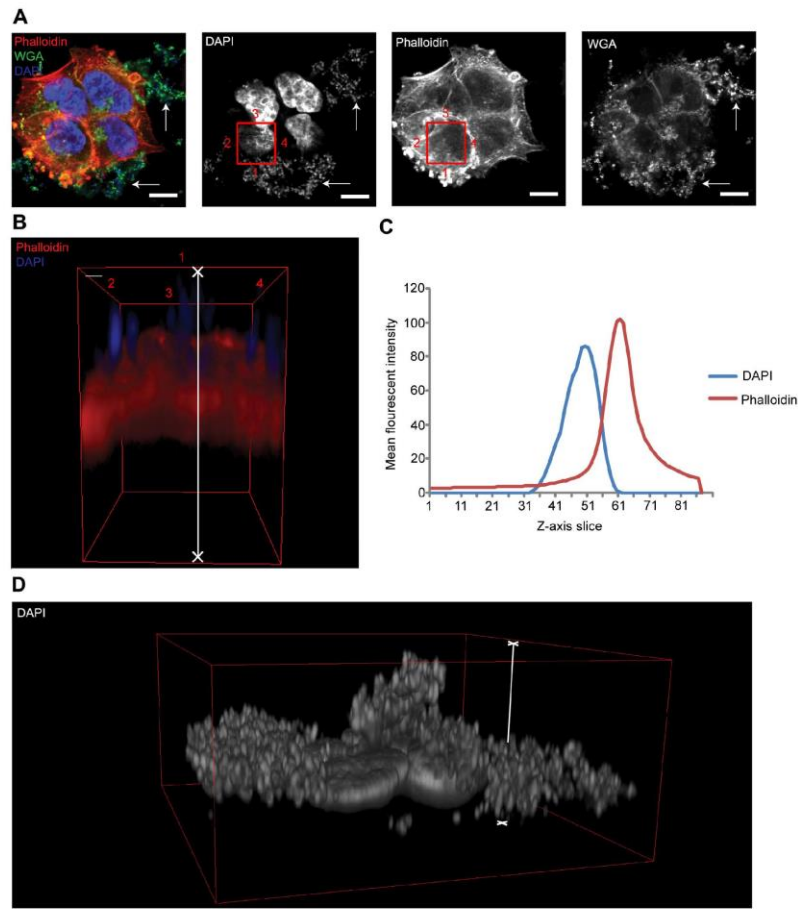 A
Phalloidin
WGA
DAPI
DAPI
3
2
4
1
Phalloidin
3
2
4
1
WGA
B
Phalloidin
DAPI
1
2
3
4
C
Mean flourescent intensity
120
100
80
60
40
20
0
1 11 21 31 41 51 61 71 81
Z-axis slice
DAPI
Phalloidin
D
DAPI